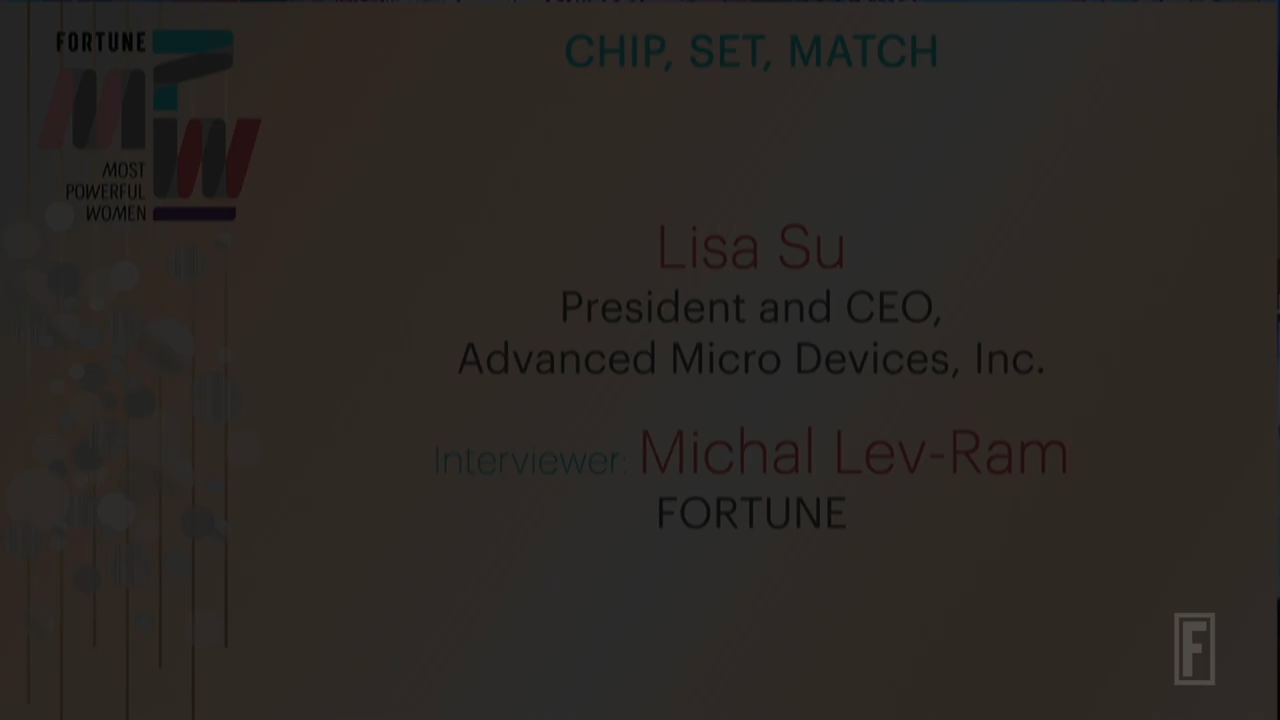 FORTUNE
MPW
MOST
POWERFUL
WOMEN
CHIP, SET, MATCH
Lisa Su
President and CEO,
Advanced Micro Devices, Inc.
Interviewer: Michal Lev-Ram
FORTUNE
F